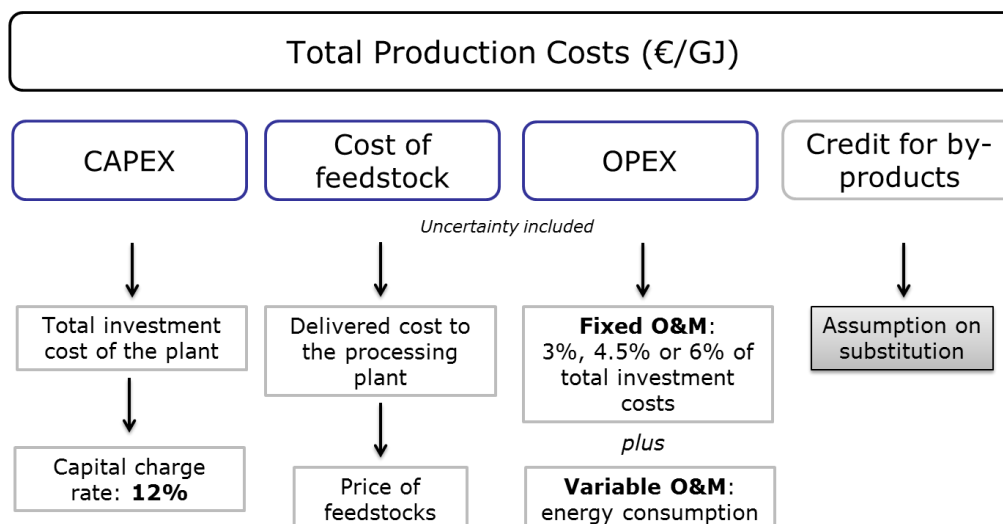 Total Production Costs (€/GJ)
CAPEX
Cost of
feedstock
OPEX
Credit for by-
products
Uncertainty included
Total investment
cost of the plant
Delivered cost to
the processing
plant
Fixed O&M:
3%, 4.5% or 6% of
total investment
costs
Assumption on
substitution
plus
Capital charge
rate: 12%
Price of
feedstocks
Variable O&M:
energy consumption